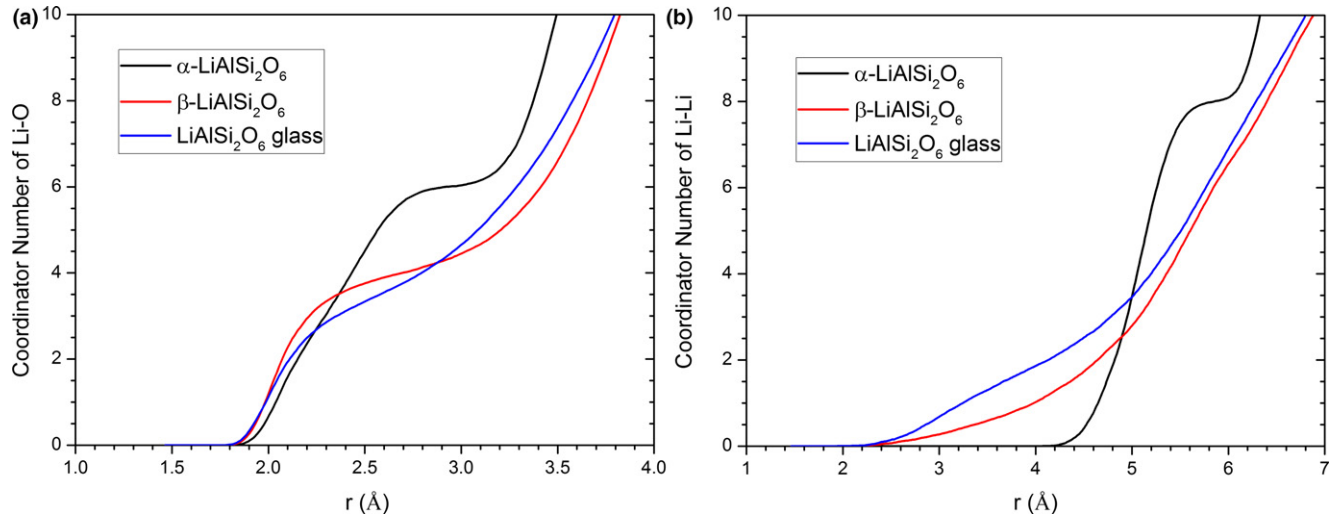 (a)
10
8
6
4
2
0
Coordinator Number of Li-O
α-LiAlSi₂O₆
β-LiAlSi₂O₆
LiAlSi₂O₆ glass
1.0 1.5 2.0 2.5 3.0 3.5 4.0
r (Å)
(b)
10
8
6
4
2
0
Coordinator Number of Li-Li
α-LiAlSi₂O₆
β-LiAlSi₂O₆
LiAlSi₂O₆ glass
1 2 3 4 5 6 7
r (Å)